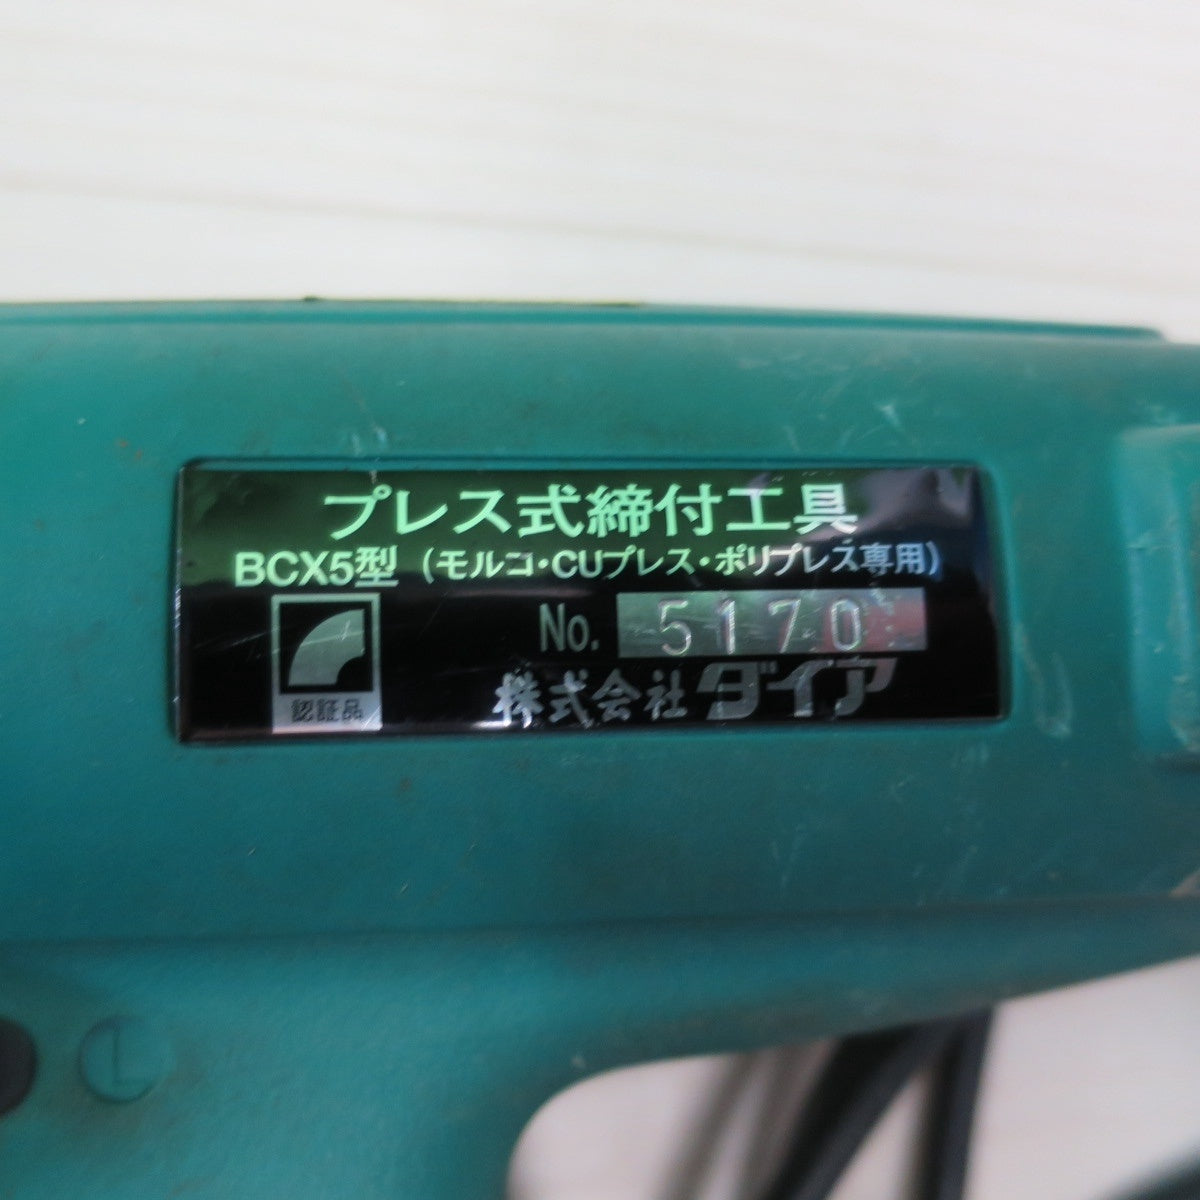 プレス式締付工具
BCX5型 (モルコ・CUプレス・ポリプレス専用)
No. 5170
認証品
株式会社ダイア
L